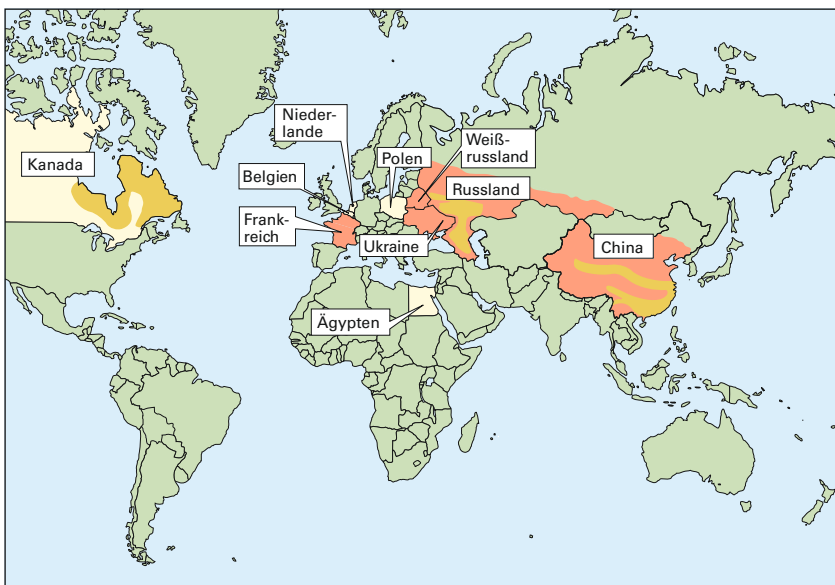 Nieder-
lande
Weiß-
russland
Polen
Kanada
Belgien
Russland
Frank-
reich
Ukraine
China
Ägypten